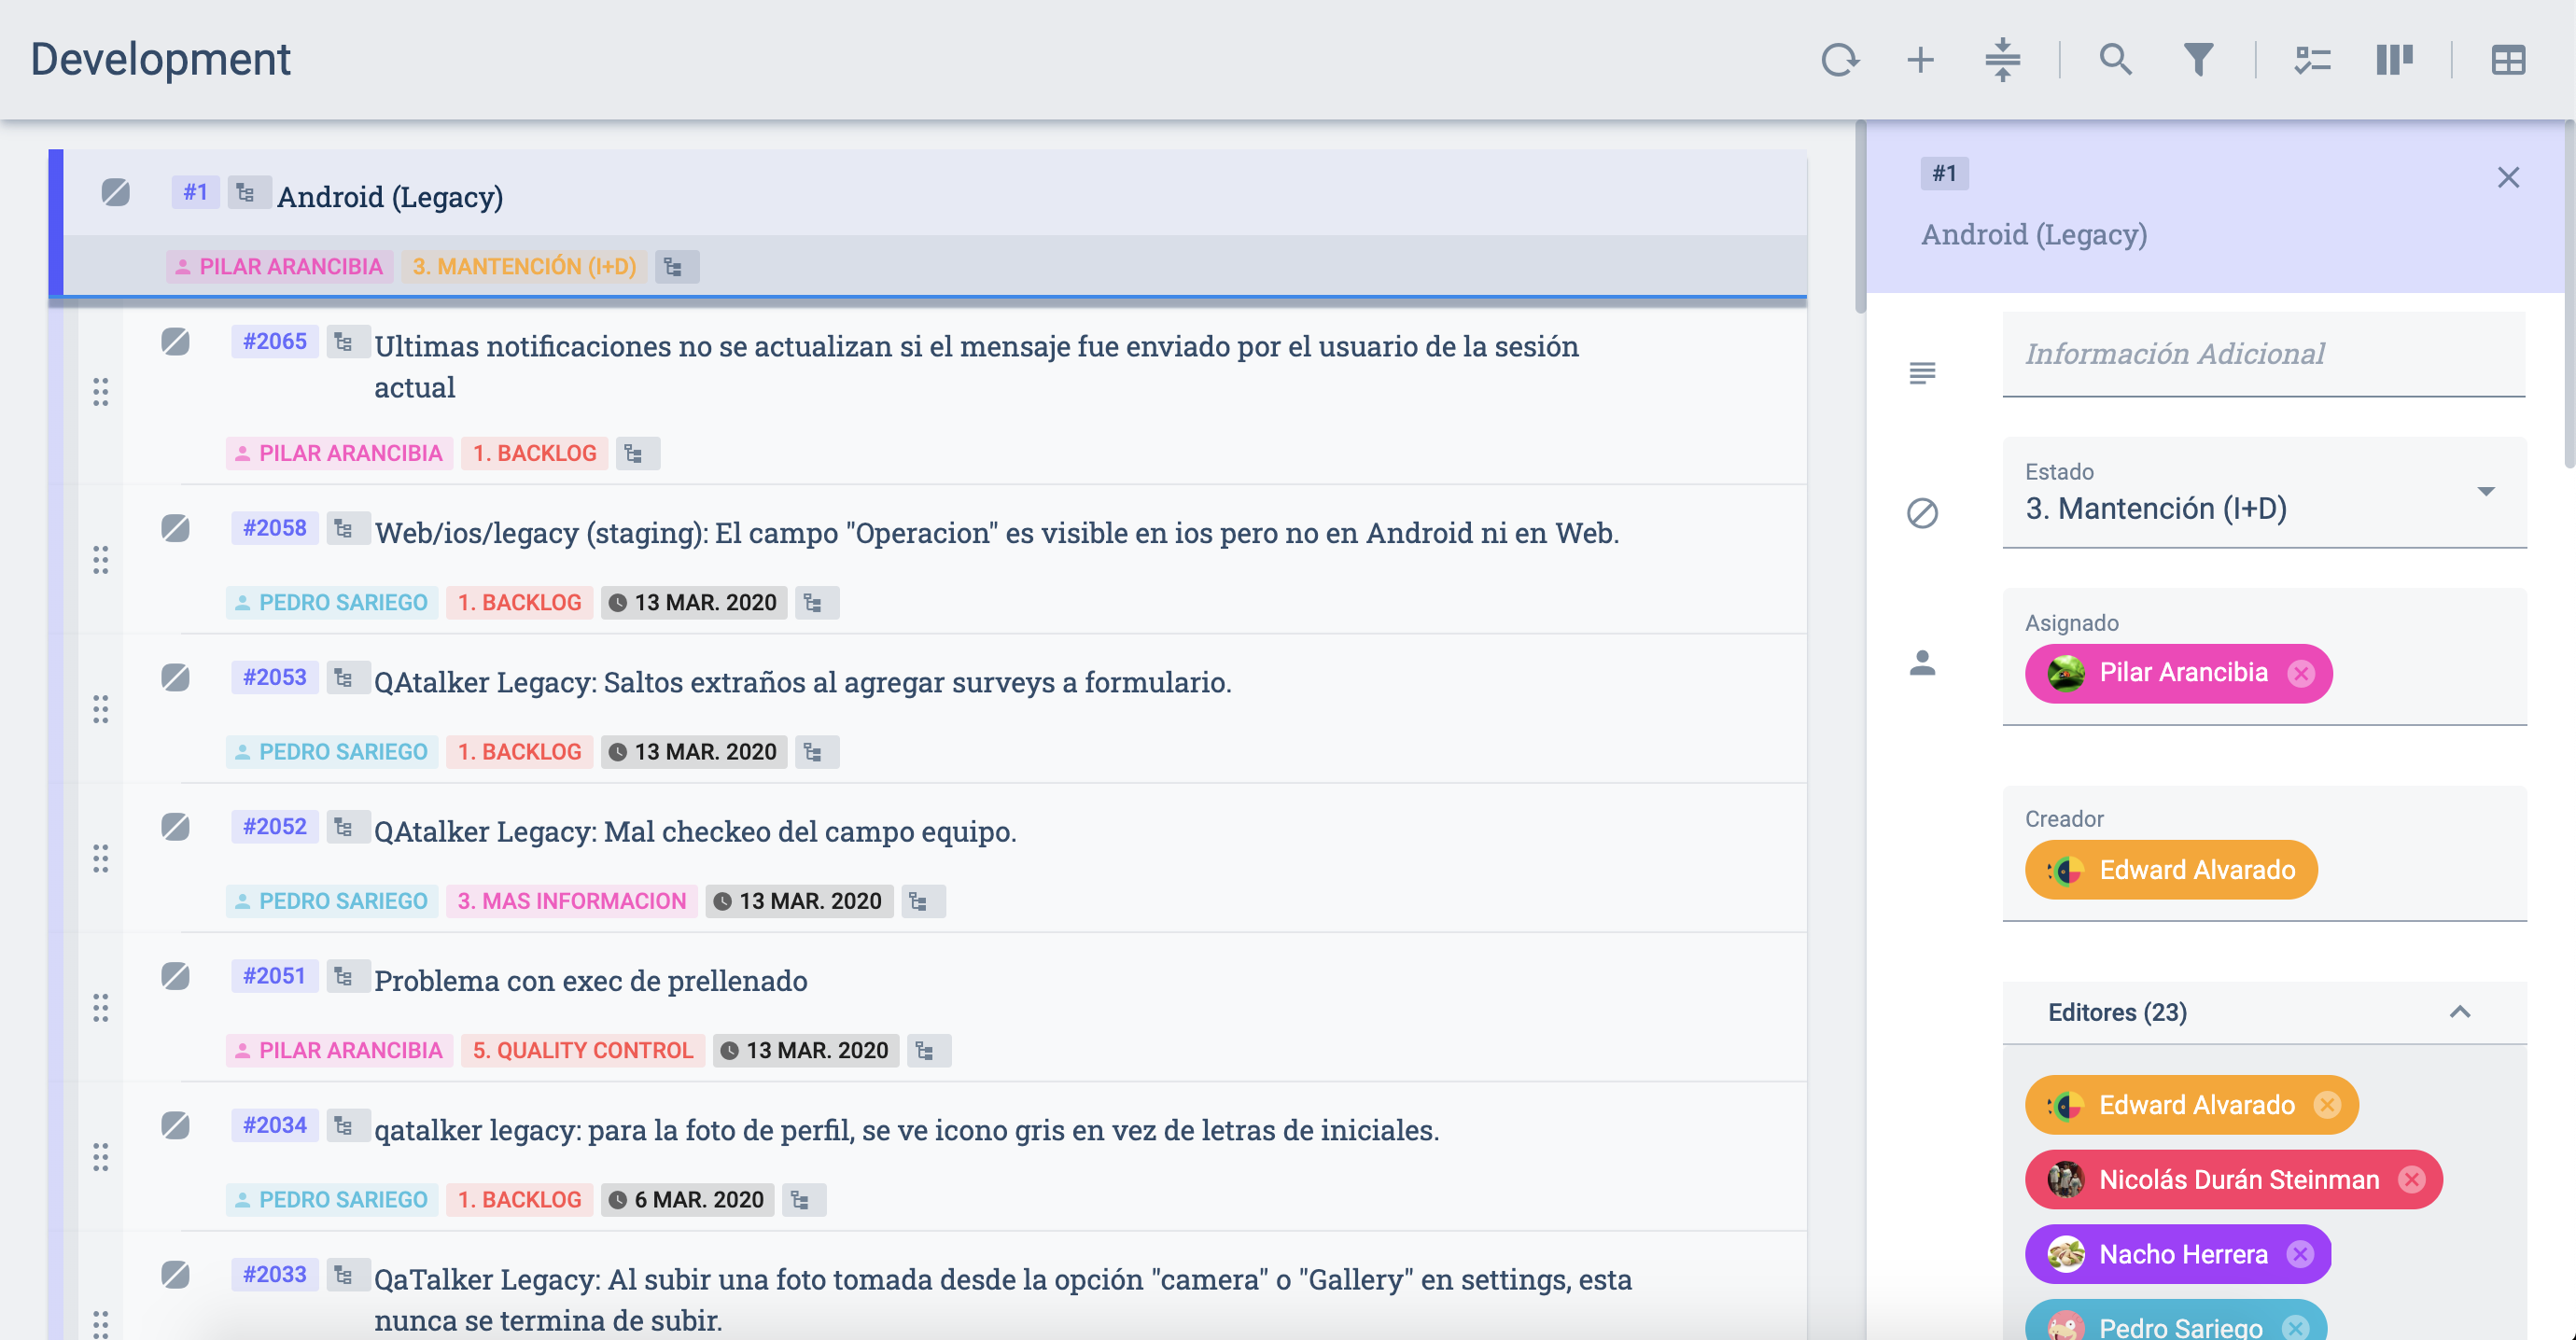 Development
#1 Android (Legacy)
PILAR ARANCIBIA 3. MANTENCIÓN (I+D)
#2065 Ultimas notificaciones no se actualizan si el mensaje fue enviado por el usuario de la sesión
actual
PILAR ARANCIBIA 1. BACKLOG
#2058 Web/ios/legacy (staging): El campo "Operacion" es visible en ios pero no en Android ni en Web.
PEDRO SARIEGO 1. BACKLOG 13 MAR. 2020
#2053 QAtalker Legacy: Saltos extraños al agregar surveys a formulario.
PEDRO SARIEGO 1. BACKLOG 13 MAR. 2020
#2052 QAtalker Legacy: Mal checkeo del campo equipo.
PEDRO SARIEGO 3. MAS INFORMACION 13 MAR. 2020
#2051 Problema con exec de prellenado
PILAR ARANCIBIA 5. QUALITY CONTROL 13 MAR. 2020
#2034 qatalker legacy: para la foto de perfil, se ve icono gris en vez de letras de iniciales.
PEDRO SARIEGO 1. BACKLOG 6 MAR. 2020
#2033 QaTalker Legacy: Al subir una foto tomada desde la opción "camera" o "Gallery" en settings, esta
nunca se termina de subir.
#1
Android (Legacy)
Información Adicional
Estado
3. Mantención (I+D)
Asignado
Pilar Arancibia
Creador
Edward Alvarado
Editores (23)
Edward Alvarado
Nicolás Durán Steinman
Nacho Herrera
Pedro Sariego